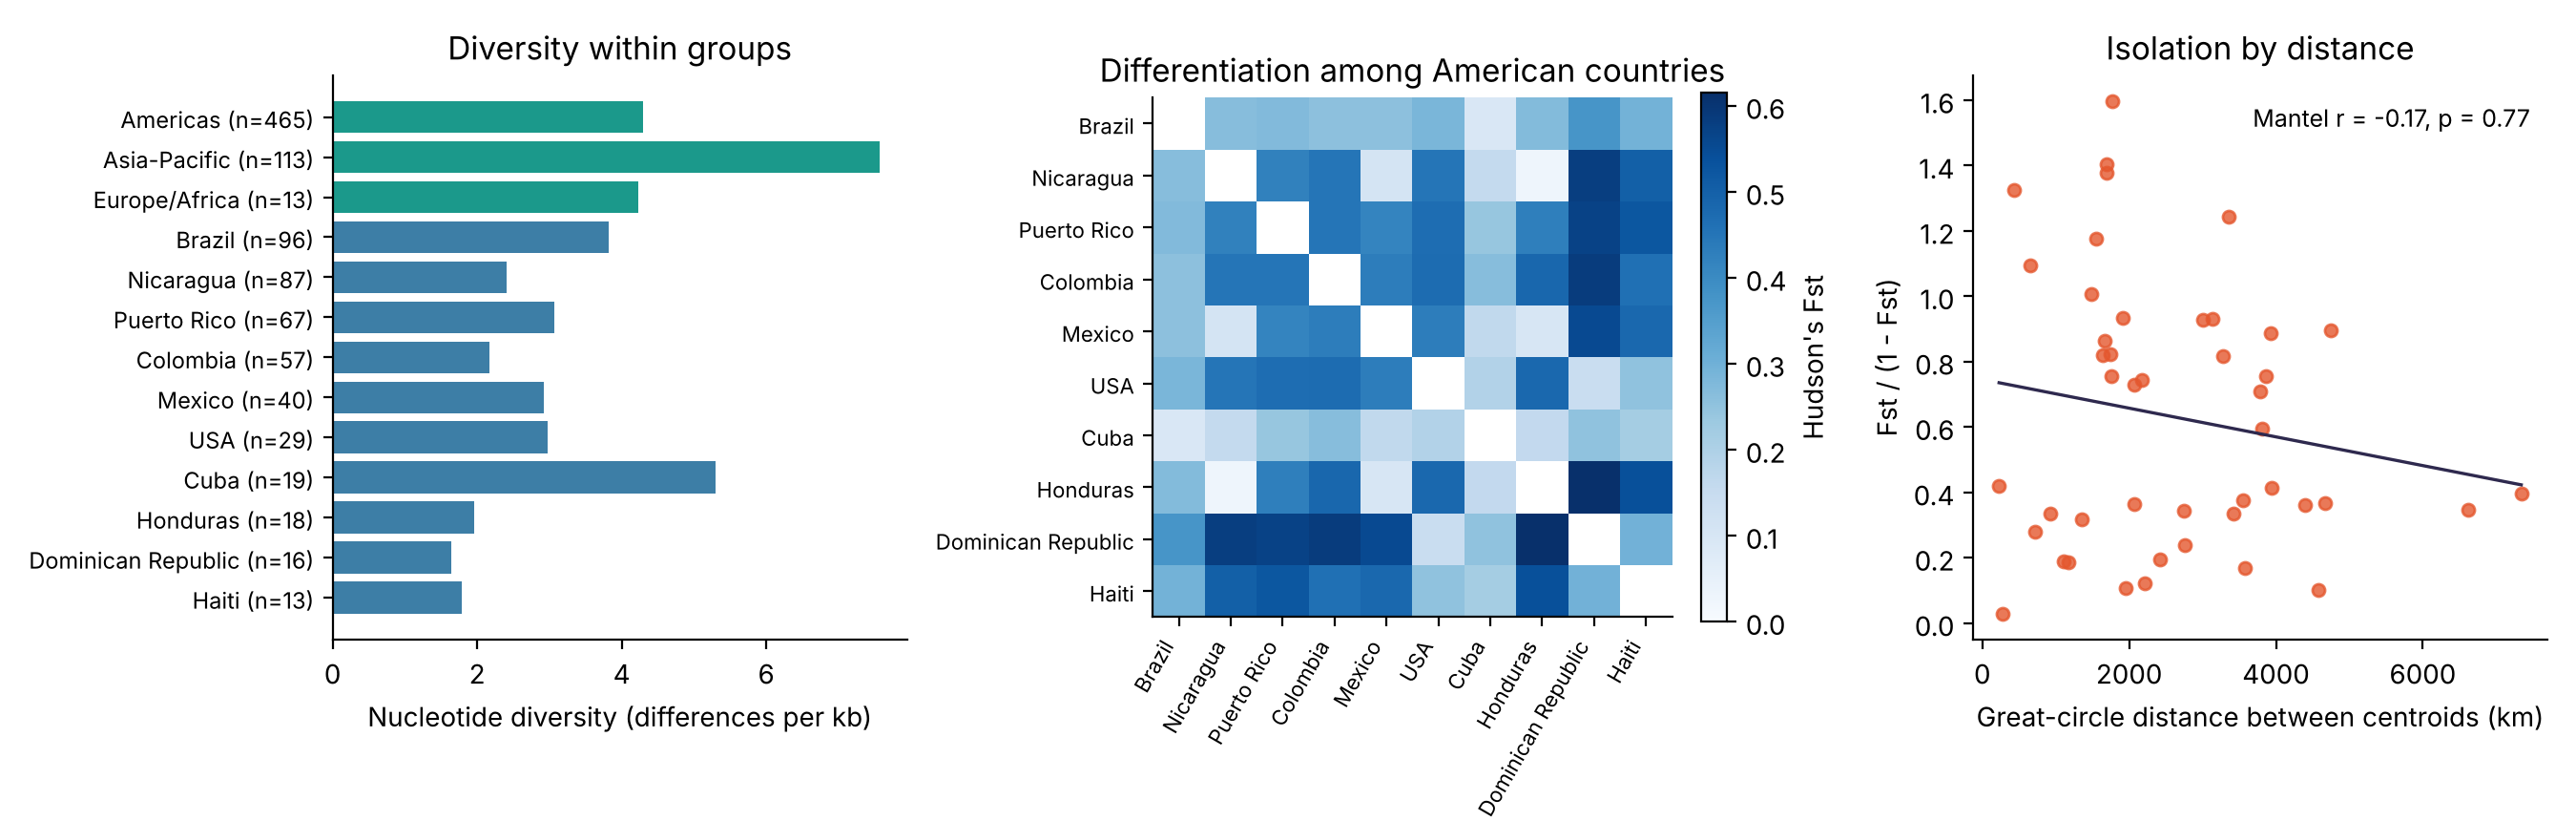 Diversity within groups
Americas (n=465)
Asia-Pacific (n=113)
Europe/Africa (n=13)
Brazil (n=96)
Nicaragua (n=87)
Puerto Rico (n=67)
Colombia (n=57)
Mexico (n=40)
USA (n=29)
Cuba (n=19)
Honduras (n=18)
Dominican Republic (n=16)
Haiti (n=13)
0 2 4 6
Nucleotide diversity (differences per kb)
Differentiation among American countries
Brazil
Nicaragua
Puerto Rico
Colombia
Mexico
USA
Cuba
Honduras
Dominican Republic
Haiti
Brazil
Nicaragua
Puerto Rico
Colombia
Mexico
USA
Cuba
Honduras
Dominican Republic
Haiti
0.6
0.5
0.4
0.3
0.2
0.1
0.0
Hudson's Fst
Isolation by distance
Mantel r = -0.17, p = 0.77
Fst / (1 - Fst)
1.6
1.4
1.2
1.0
0.8
0.6
0.4
0.2
0.0
0 2000 4000 6000
Great-circle distance between centroids (km)